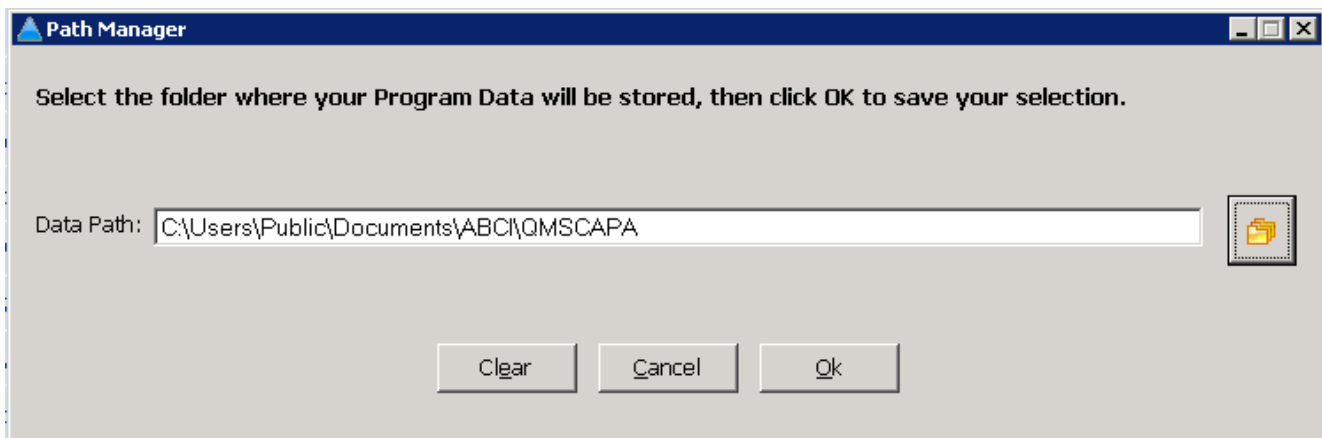 Path Manager
Select the folder where your Program Data will be stored, then click OK to save your selection.
Data Path: C:\Users\Public\Documents\ABCI\QMSCAPA
Clear Cancel Ok